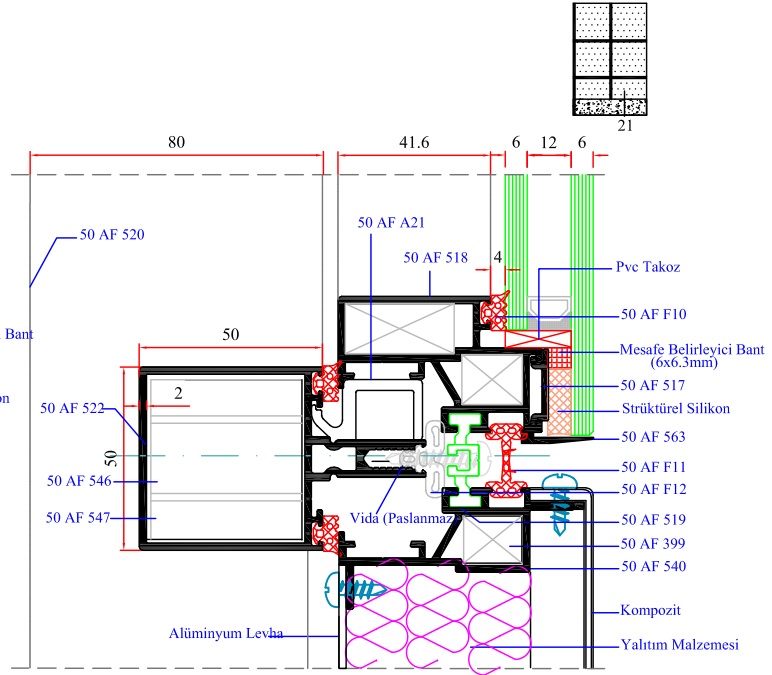 21
80
41.6
6
12
6
50 AF A21
50 AF 520
50 AF 518
4
Pvc Takoz
50 AF F10
Bant
50
Mesafe Belirleyici Bant
(6x6.3mm)
50 AF 517
2
on
50 AF 522
Strüktürel Silikon
50 AF 563
50
50 AF F11
50 AF 546
50 AF F12
50 AF 547
Vida (Paslanmaz)
50 AF 519
50 AF 399
50 AF 540
Kompozit
Alüminyum Levha
Yalıtım Malzemesi